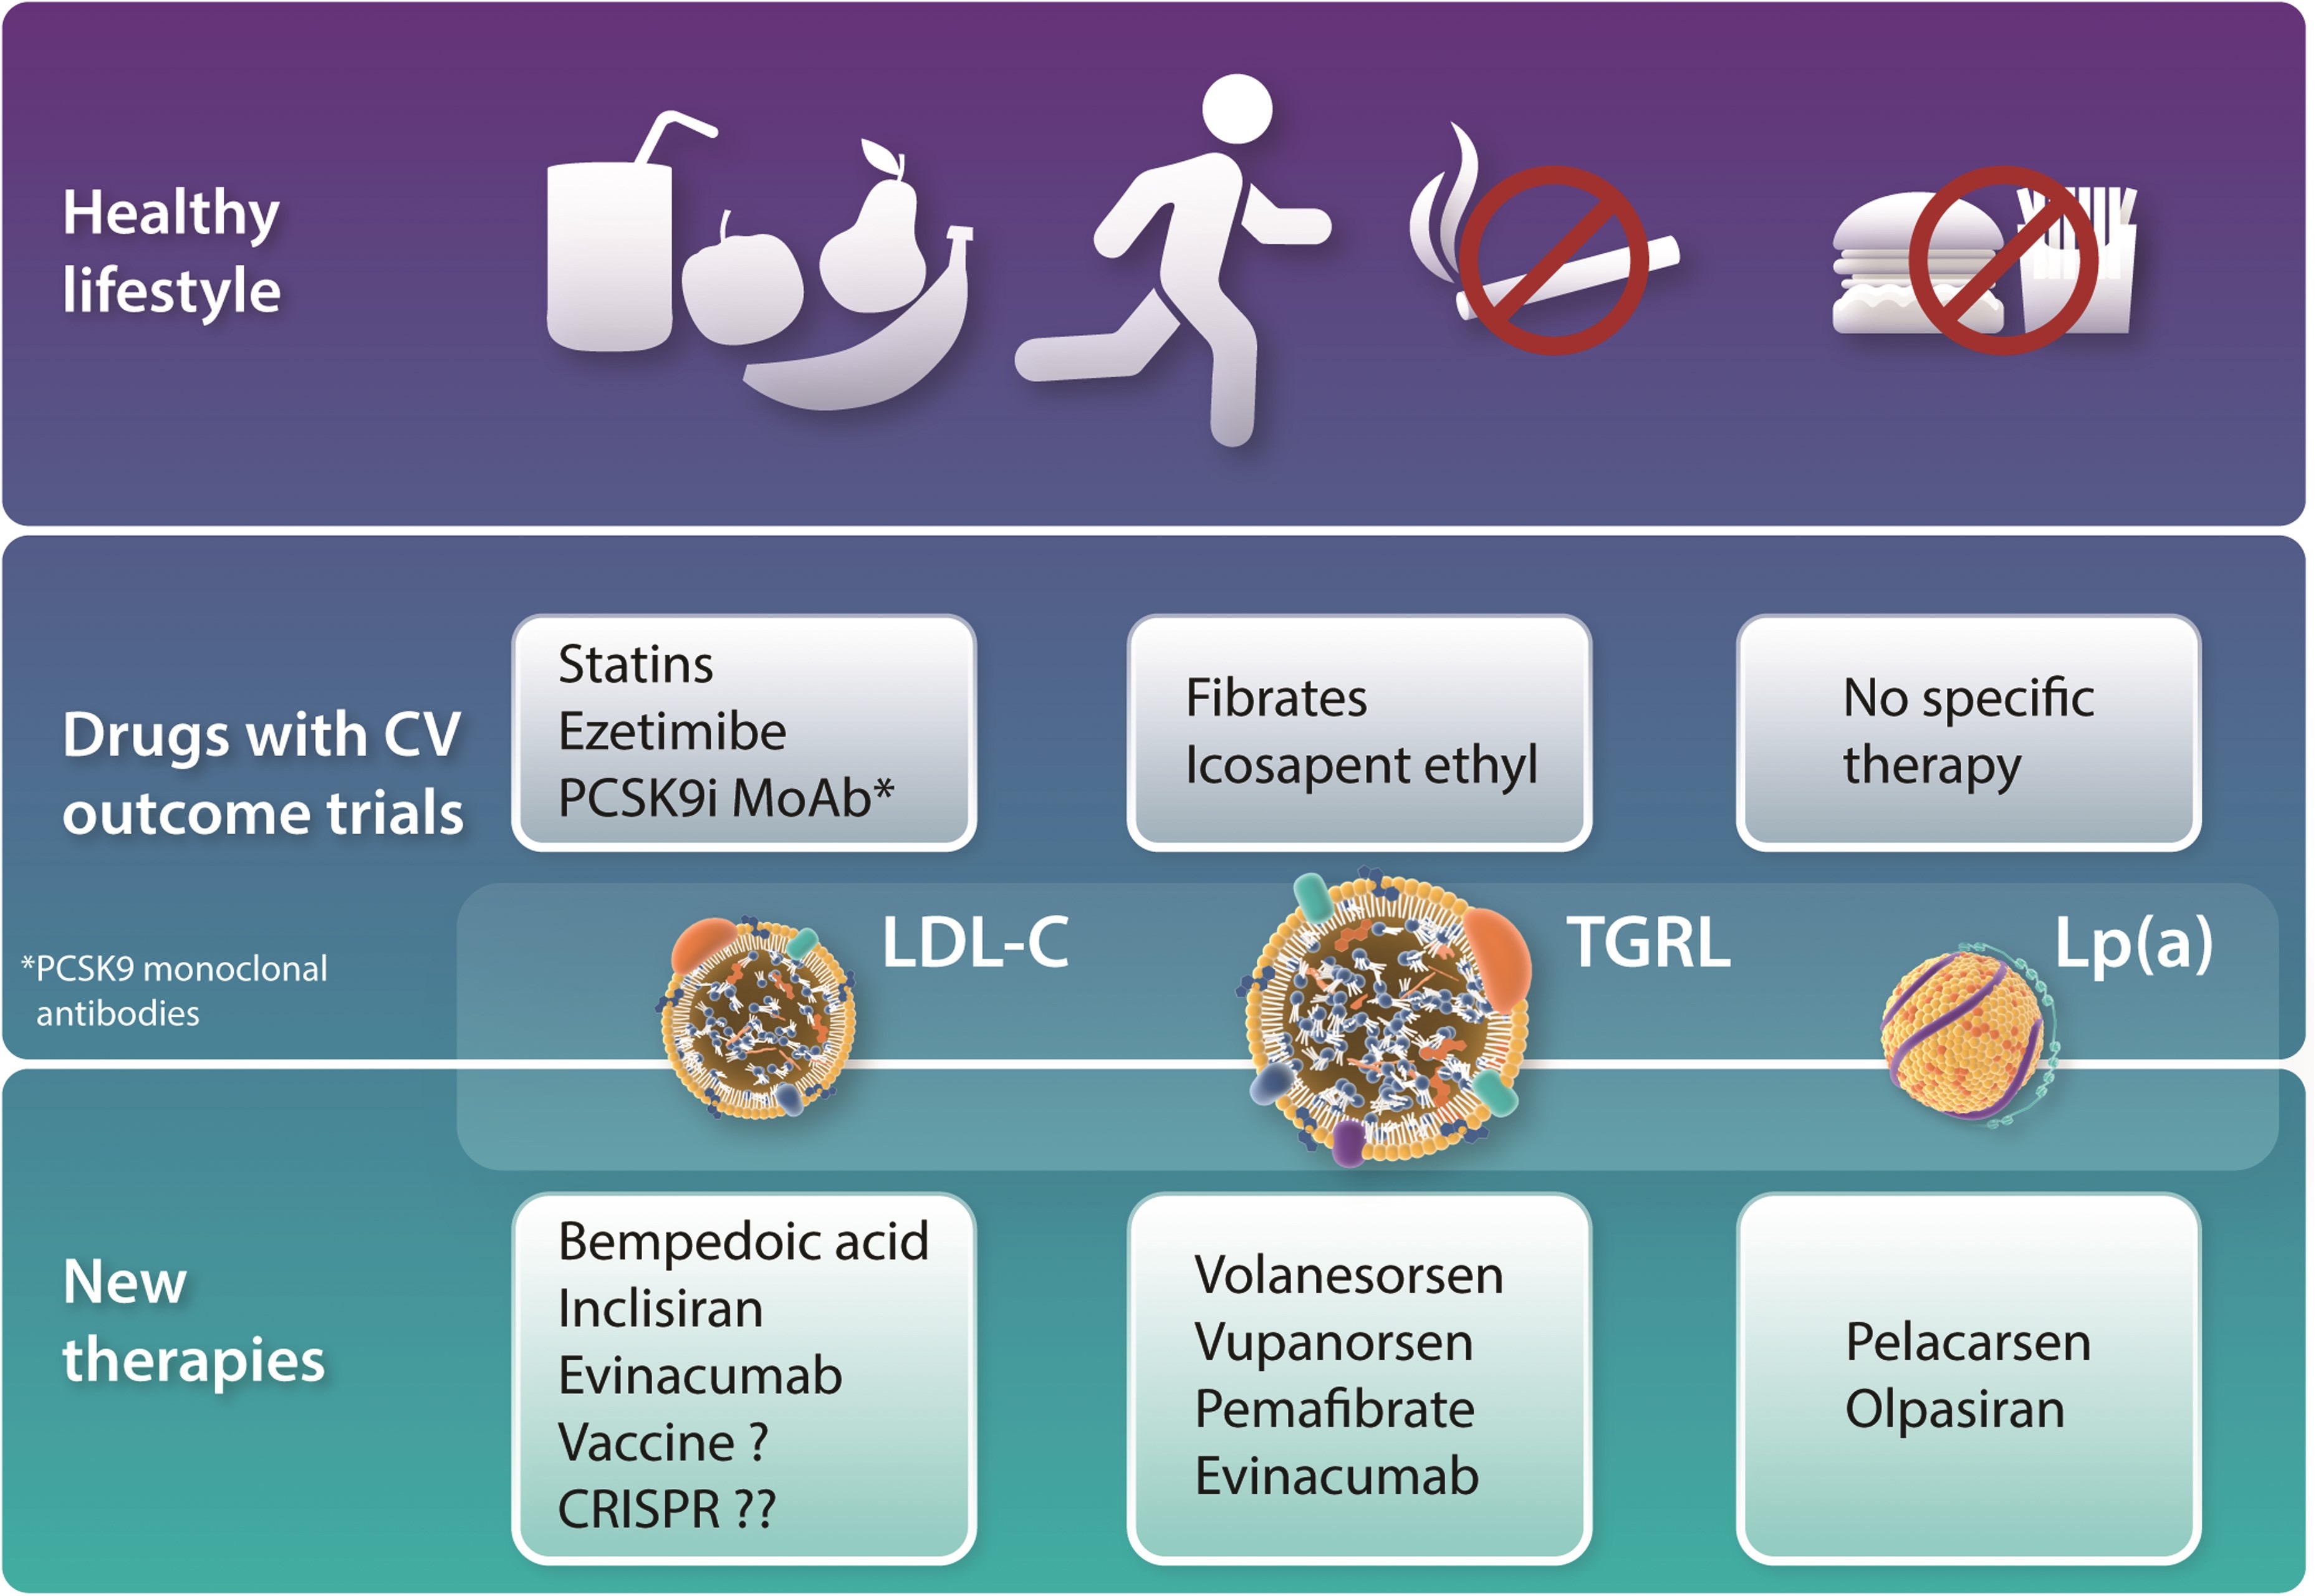 Healthy
lifestyle
Drugs with CV
outcome trials
Statins
Ezetimibe
PCSK9i MoAb*
Fibrates
Icosapent ethyl
No specific
therapy
*PCSK9 monoclonal
antibodies
LDL-C
TGRL
Lp(a)
New
therapies
Bempedoic acid
Inclisiran
Evinacumab
Vaccine ?
CRISPR ??
Volanesorsen
Vupanorsen
Pemafibrate
Evinacumab
Pelacarsen
Olpasiran